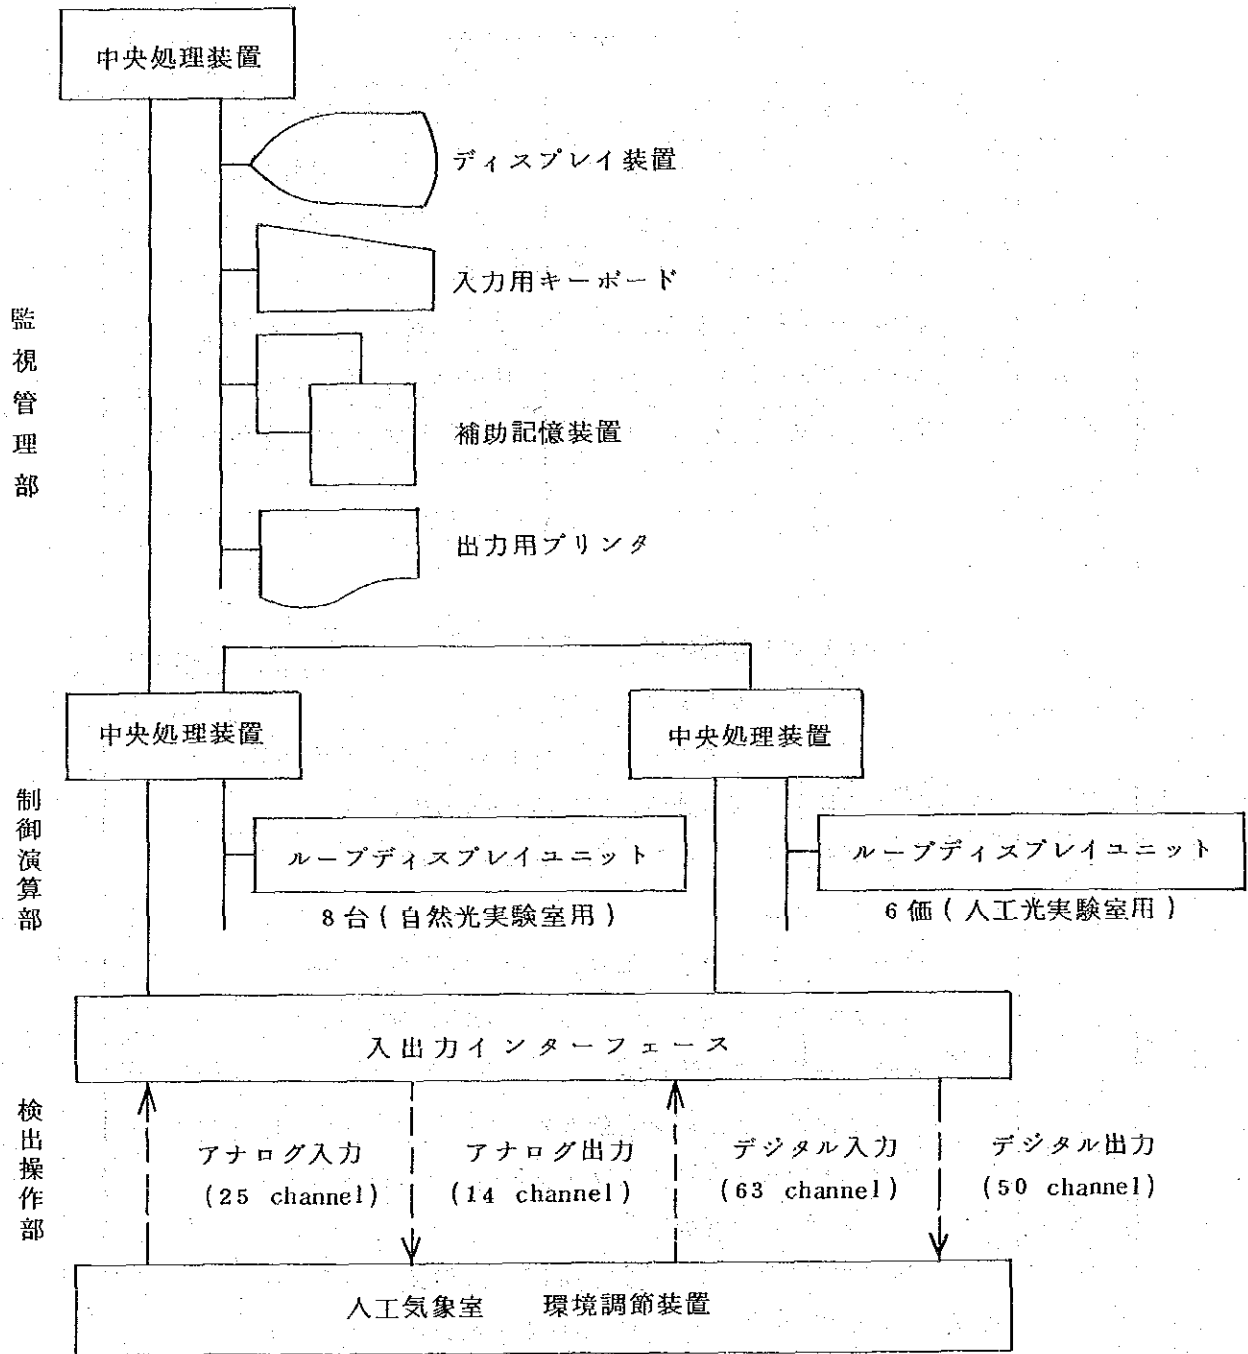 中央処理装置
ディスプレイ装置
入力用キーボード
監視管理部
補助記憶装置
出力用プリンタ
中央処理装置
中央処理装置
制御演算部
ループディスプレイユニット
8台(自然光実験室用)
ループディスプレイユニット
6価(人工光実験室用)
入出力インターフェース
検出操作部
アナログ入力
(25 channel)
アナログ出力
(14 channel)
デジタル入力
(63 channel)
デジタル出力
(50 channel)
人工気象室 環境調節装置